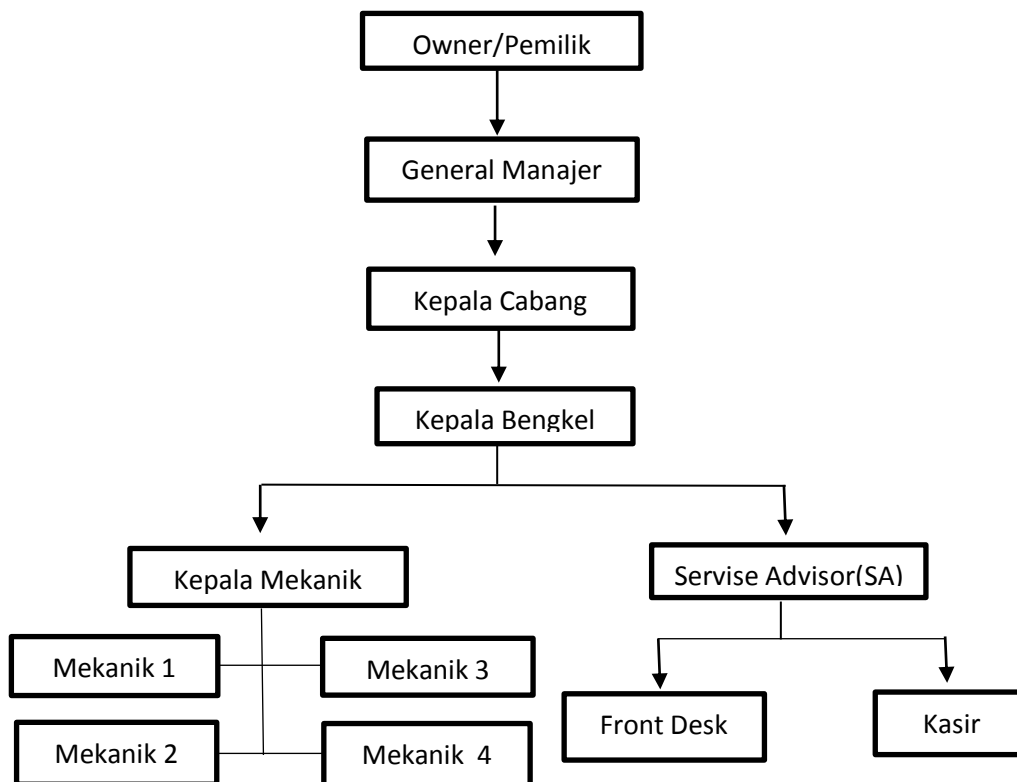 Owner/Pemilik
General Manajer
Kepala Cabang
Kepala Bengkel
Kepala Mekanik
Servise Advisor(SA)
Mekanik 1
Mekanik 3
Mekanik 2
Mekanik  4
Front Desk
Kasir